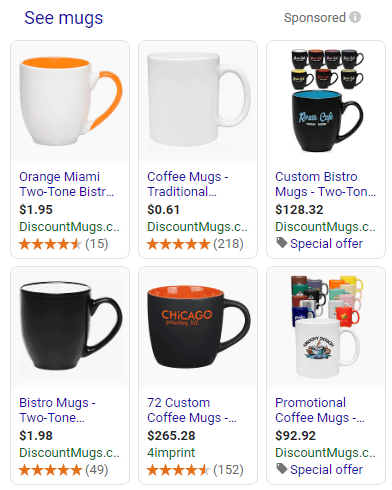 See mugs
Sponsored
Orange Miami
Two-Tone Bistr...
$1.95
DiscountMugs.c...
(15)
Coffee Mugs -
Traditional...
$0.61
DiscountMugs.c...
(218)
Rosa's Cafe
Custom Bistro
Mugs - Two-Ton...
$128.32
DiscountMugs.c...
Special offer
Bistro Mugs -
Two-Tone...
$1.98
DiscountMugs.c...
(49)
CHiCAGO
printing, ltd.
72 Custom
Coffee Mugs -...
$265.28
4imprint
(152)
GROOVY DONUT
Promotional
Coffee Mugs -...
$92.92
DiscountMugs.c...
Special offer